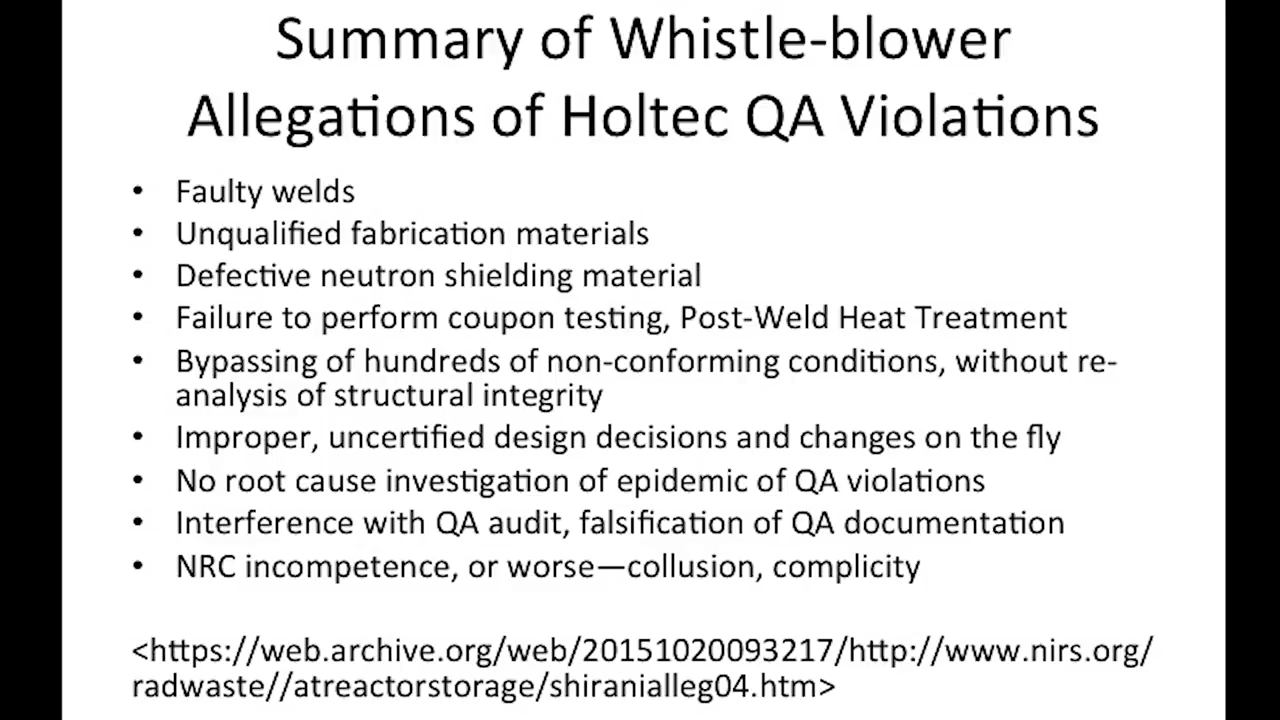 Summary of Whistle-blower
Allegations of Holtec QA Violations
• Faulty welds
• Unqualified fabrication materials
• Defective neutron shielding material
• Failure to perform coupon testing, Post-Weld Heat Treatment
• Bypassing of hundreds of non-conforming conditions, without re-
analysis of structural integrity
• Improper, uncertified design decisions and changes on the fly
• No root cause investigation of epidemic of QA violations
• Interference with QA audit, falsification of QA documentation
• NRC incompetence, or worse—collusion, complicity
<https://web.archive.org/web/20151020093217/http://www.nirs.org/
radwaste//atreactorstorage/shiranialleg04.htm>